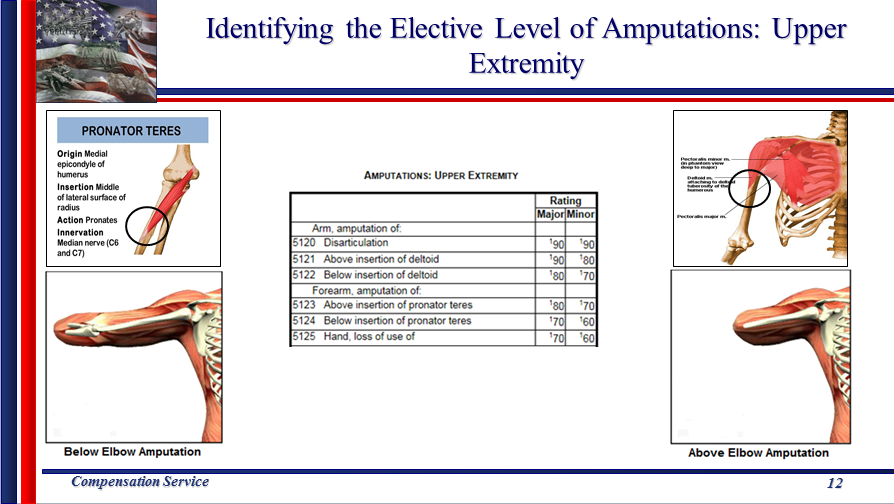 Identifying the Elective Level of Amputations: Upper
Extremity
PRONATOR TERES
Origin Medial
epicondyle of
humerus
Insertion Middle
of lateral surface of
radius
Action Pronates
Innervation
Median nerve (C6
and C7)
Below Elbow Amputation
AMPUTATIONS: UPPER EXTREMITY
Rating
Major Minor
Arm, amputation of:
5120 Disarticulation ¹90 ¹90
5121 Above insertion of deltoid ¹90 ¹80
5122 Below insertion of deltoid ¹80 ¹70
Forearm, amputation of:
5123 Above insertion of pronator teres ¹80 ¹70
5124 Below insertion of pronator teres ¹70 ¹60
5125 Hand, loss of use of ¹70 ¹60
Pectoralis minor m.
(in phantom view
deep to major)
Deltoid m.
attaching to deltoid
tuberosity of the
humerous
Pectoralis major m.
Above Elbow Amputation
Compensation Service
12